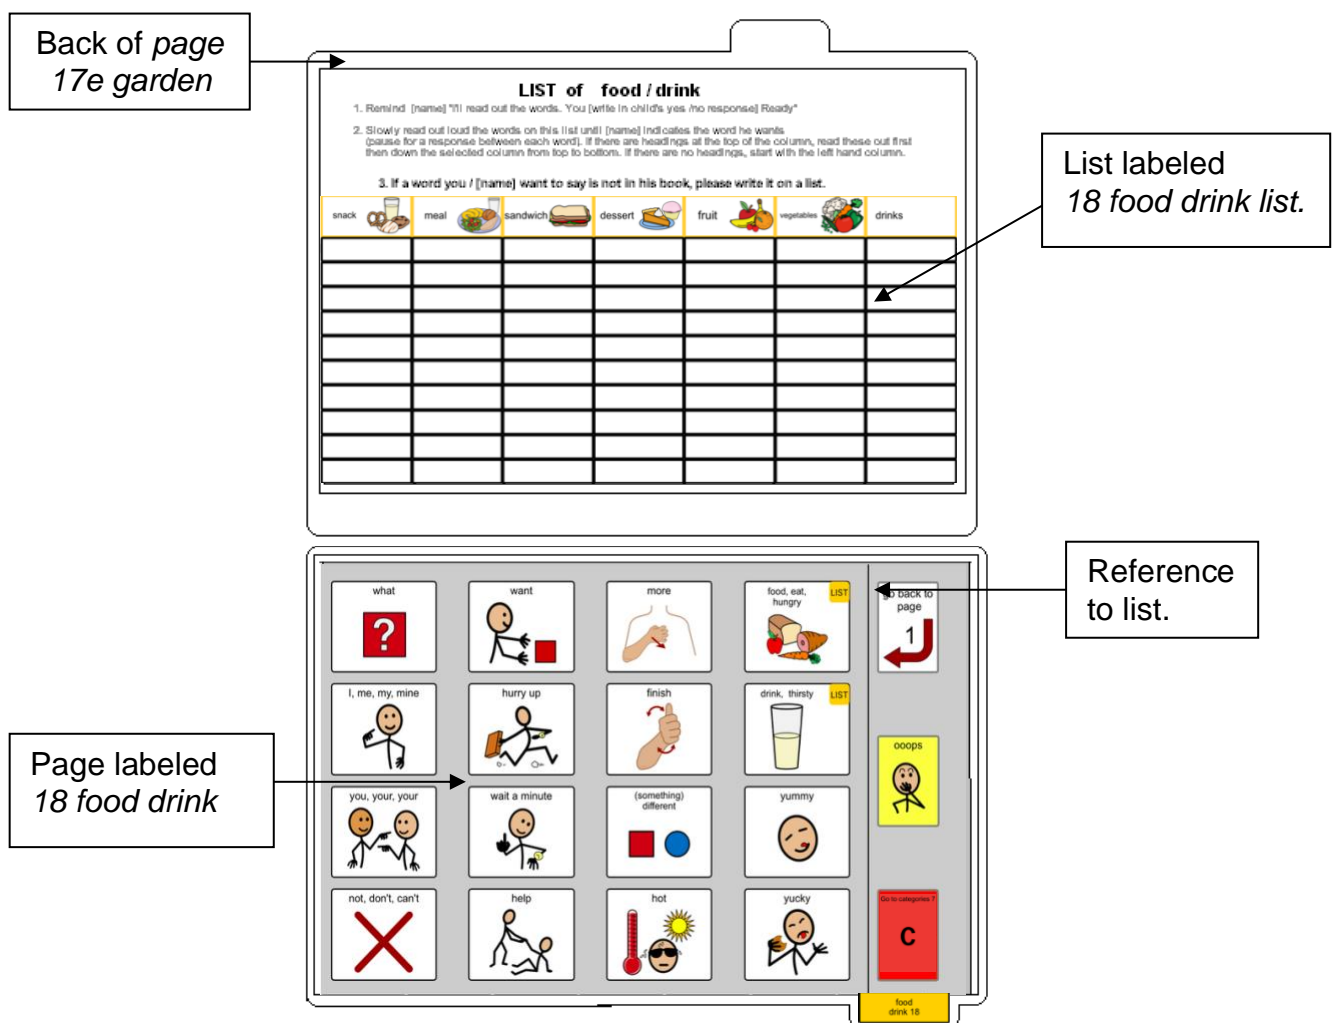 Back of page
17e garden
LIST of food / drink
1. Remind [name] "I'll read out the words. You [write in child's yes /no response] Ready"
2. Slowly read out loud the words on this list until [name] indicates the word he wants
(pause for a response between each word). If there are headings at the top of the column, read these out first
then down the selected column from top to bottom. If there are no headings, start with the left hand column.
3. If a word you / [name] want to say is not in his book, please write it on a list.
snack meal sandwich dessert fruit vegetables drinks
List labeled
18 food drink list.
Reference
to list.
what want more food, eat, hungry LIST go back to page 1
I, me, my, mine hurry up finish drink, thirsty LIST
ooops
Page labeled
18 food drink
you, your, your wait a minute (something) different yummy
not, don't, can't help hot yucky Go to categories ?
C
food
drink 18